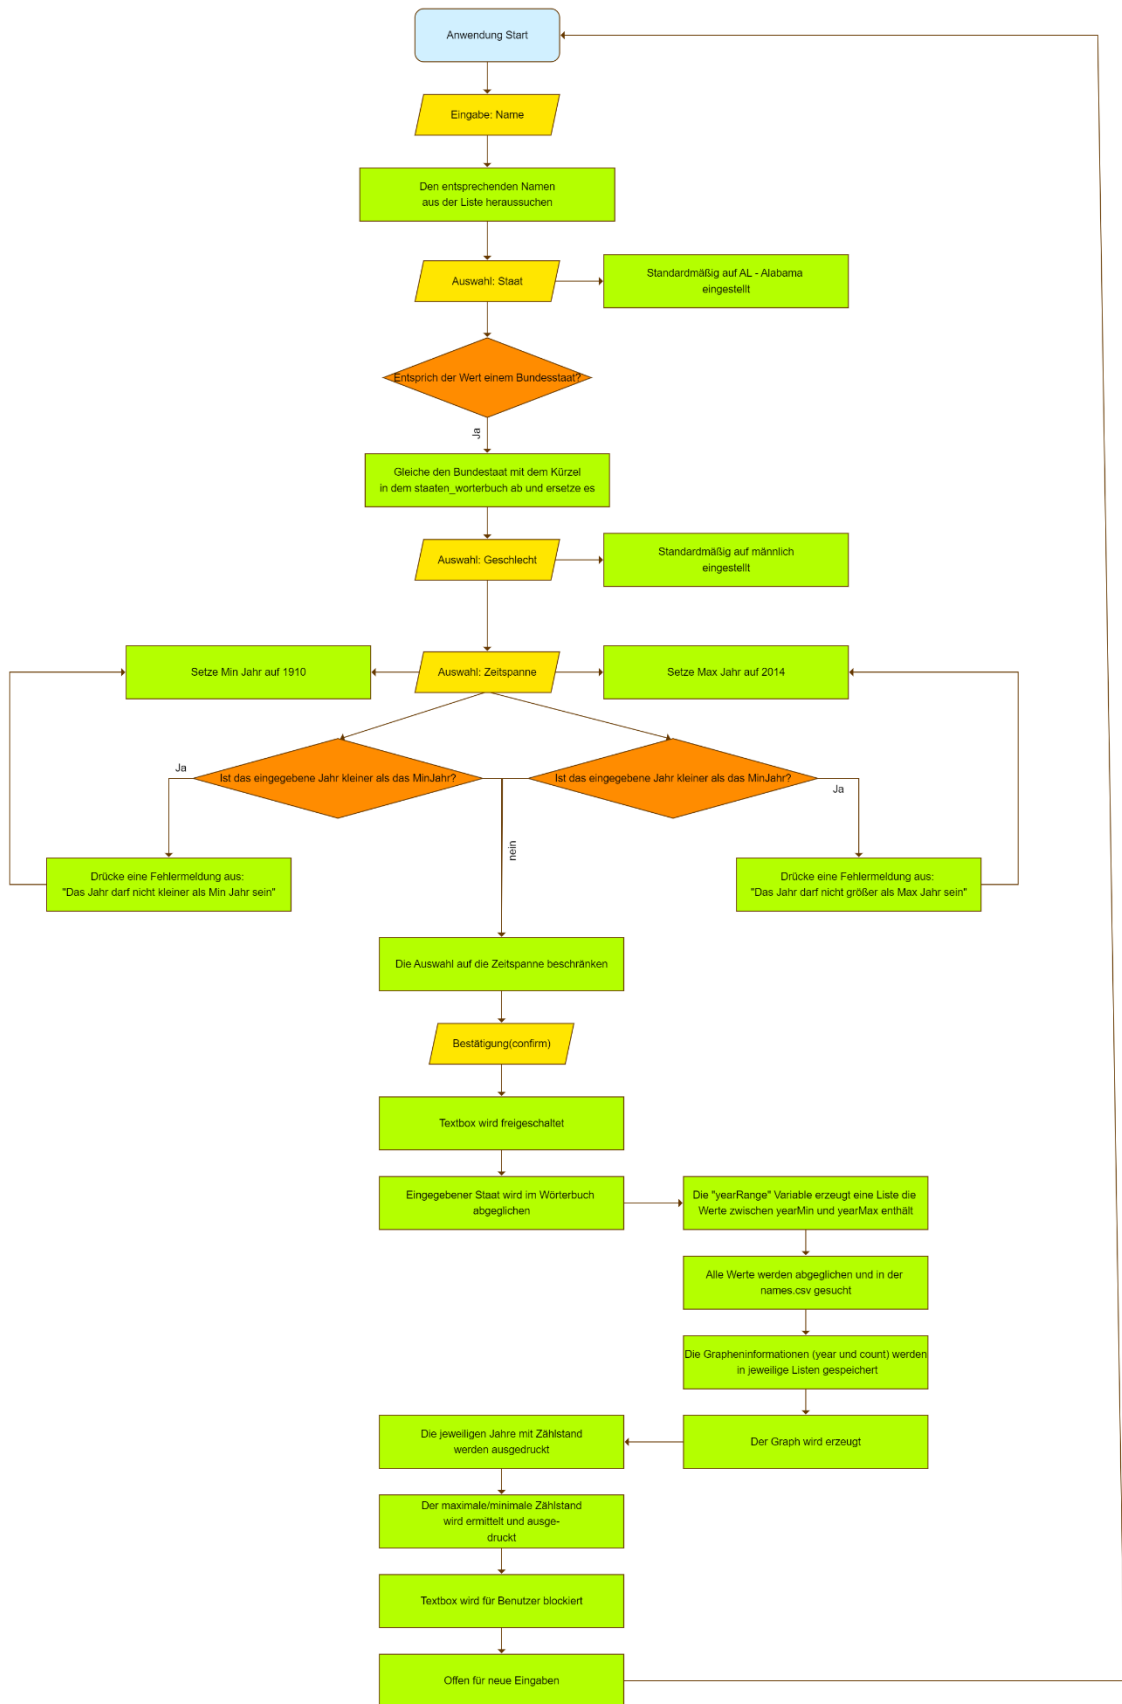 Anwendung Start
Eingabe: Name
Den entsprechenden Namen
aus der Liste heraussuchen
Auswahl: Staat
Standardmäßig auf AL - Alabama
eingestellt
Entsprich der Wert einem Bundesstaat?
Ja
Gleiche den Bundestaat mit dem Kürzel
in dem staaten_worterbuch ab und ersetze es
Auswahl: Geschlecht
Standardmäßig auf männlich
eingestellt
Setze Min Jahr auf 1910
Auswahl: Zeitspanne
Setze Max Jahr auf 2014
Ja
Ist das eingegebene Jahr kleiner als das MinJahr?
Ist das eingegebene Jahr kleiner als das MinJahr?
Ja
nein
Drücke eine Fehlermeldung aus:
"Das Jahr darf nicht kleiner als Min Jahr sein"
Drücke eine Fehlermeldung aus:
"Das Jahr darf nicht größer als Max Jahr sein"
Die Auswahl auf die Zeitspanne beschränken
Bestätigung(confirm)
Textbox wird freigeschaltet
Eingegebener Staat wird im Wörterbuch
abgeglichen
Die "yearRange" Variable erzeugt eine Liste die
Werte zwischen yearMin und yearMax enthält
Alle Werte werden abgeglichen und in der
names.csv gesucht
Die Grapheninformationen (year und count) werden
in jeweilige Listen gespeichert
Der Graph wird erzeugt
Die jeweiligen Jahre mit Zählstand
werden ausgedruckt
Der maximale/minimale Zählstand
wird ermittelt und ausge-
druckt
Textbox wird für Benutzer blockiert
Offen für neue Eingaben